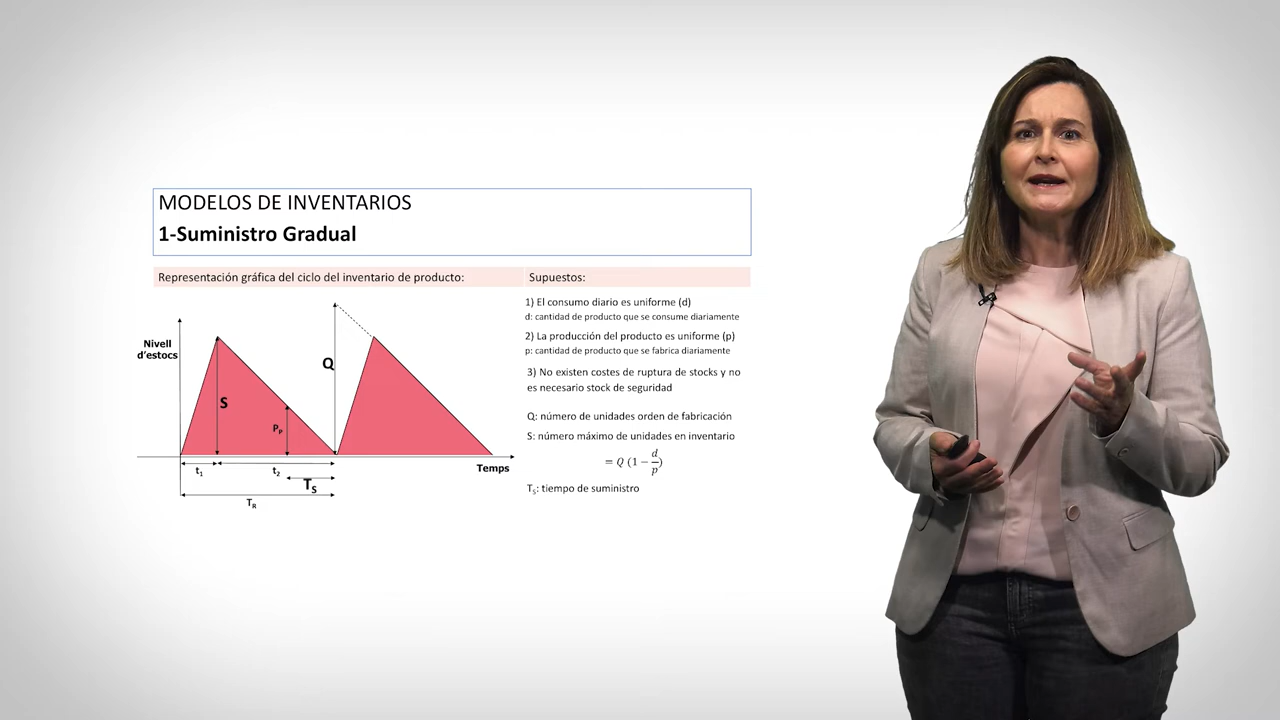 MODELOS DE INVENTARIOS
1-Suministro Gradual
Representación gráfica del ciclo del inventario de producto:
Supuestos:
Nivell
d'estocs
S
Q
Pp
t1
t2
TS
TR
Temps
1) El consumo diario es uniforme (d)
d: cantidad de producto que se consume diariamente
2) La producción del producto es uniforme (p)
p: cantidad de producto que se fabrica diariamente
3) No existen costes de ruptura de stocks y no
es necesario stock de seguridad
Q: número de unidades orden de fabricación
S: número máximo de unidades en inventario
= Q (1 − d/p)
TS: tiempo de suministro